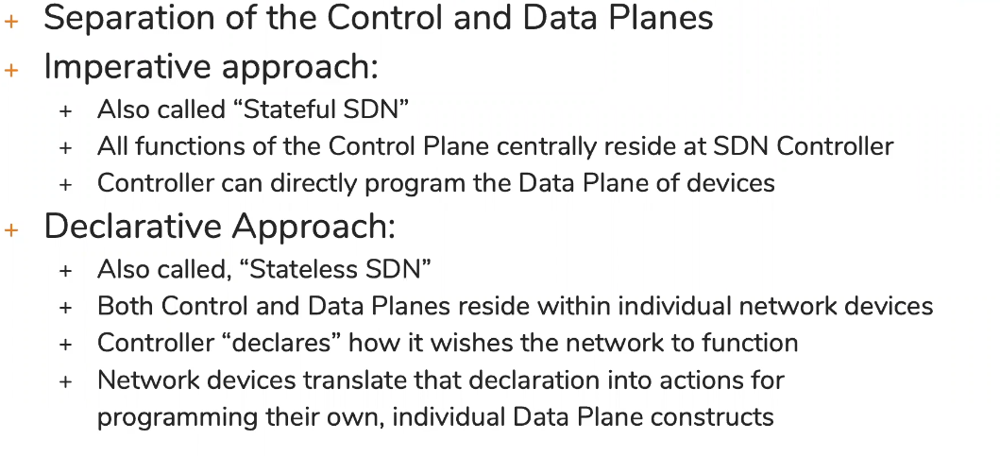 + Separation of the Control and Data Planes
+ Imperative approach:
+ Also called “Stateful SDN”
+ All functions of the Control Plane centrally reside at SDN Controller
+ Controller can directly program the Data Plane of devices
+ Declarative Approach:
+ Also called, “Stateless SDN”
+ Both Control and Data Planes reside within individual network devices
+ Controller “declares” how it wishes the network to function
+ Network devices translate that declaration into actions for
programming their own, individual Data Plane constructs